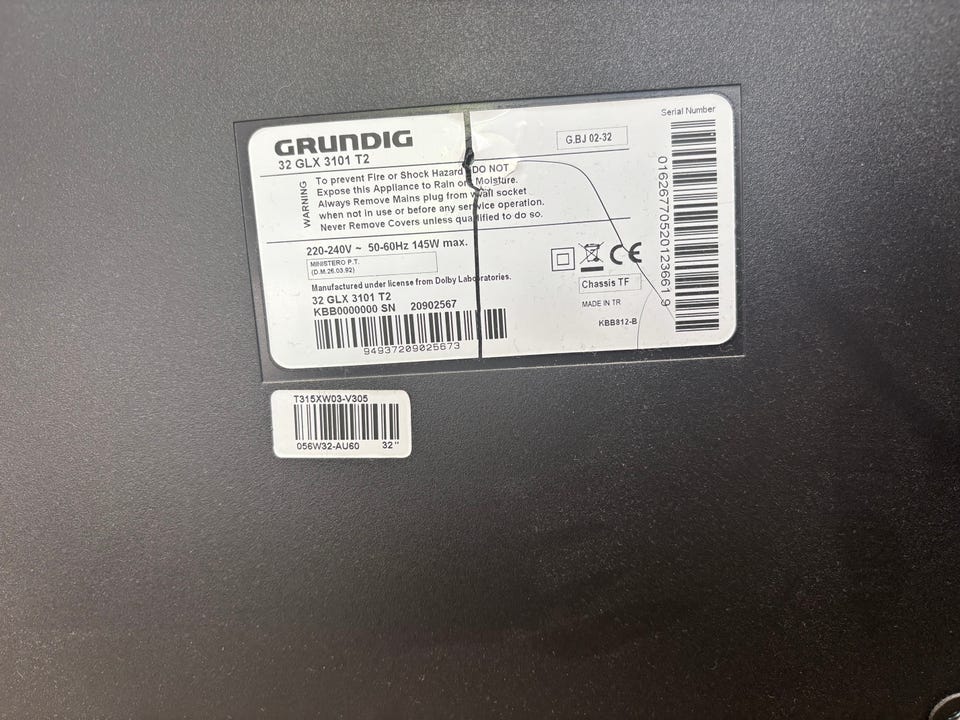 GRUNDIG
32 GLX 3101 T2
G.BJ 02-32
Serial Number
WARNING
To prevent Fire or Shock Hazard DO NOT
Expose this Appliance to Rain or Moisture.
Always Remove Mains plug from wall socket
when not in use or before any service operation.
Never Remove Covers unless qualified to do so.
220-240V ~ 50-60Hz 145W max.
MINISTERO P.T.
(D.M.26.03.92)
Manufactured under license from Dolby Laboratories.
32 GLX 3101 T2
KBB0000000 SN 20902567
94937209025673
CE
Chassis TF
MADE IN TR
KBB812-B
01626770520123661 9
T315XW03-V305
056W32-AU60 32"